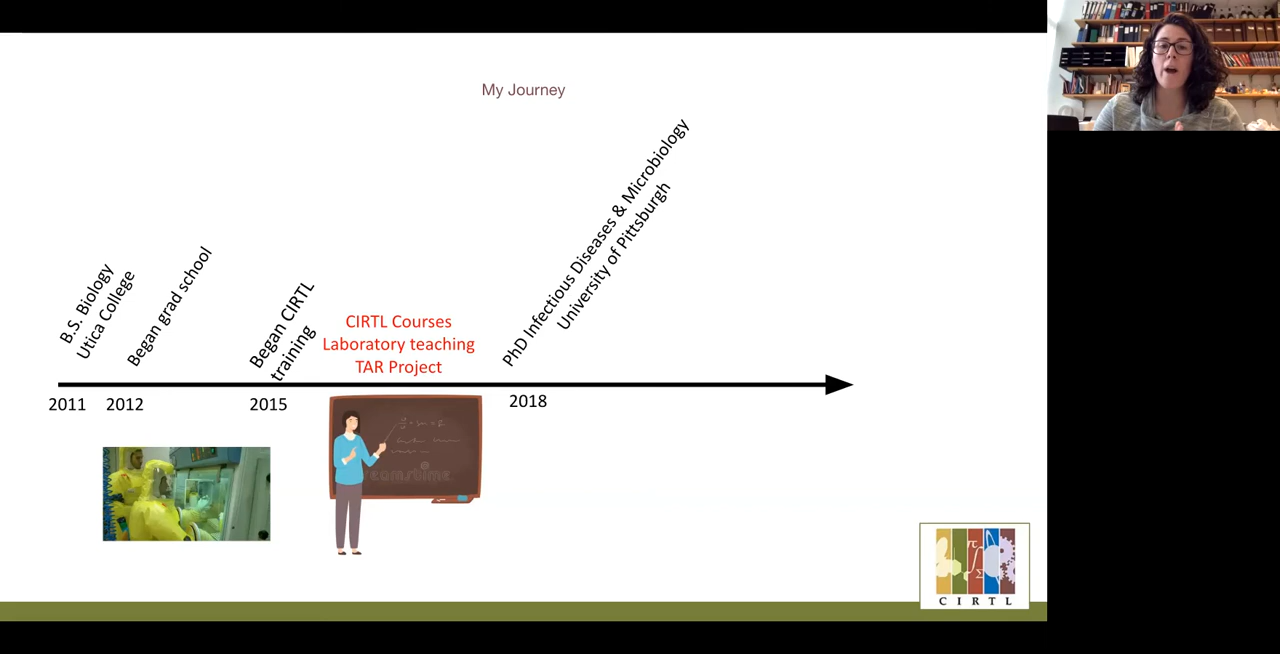 My Journey
B.S. Biology
Utica College
Began grad school
Began CIRTL
training
CIRTL Courses
Laboratory teaching
TAR Project
PhD Infectious Diseases & Microbiology
University of Pittsburgh
2011
2012
2015
2018
dreamstime
π
∫
Σ
CIRTL